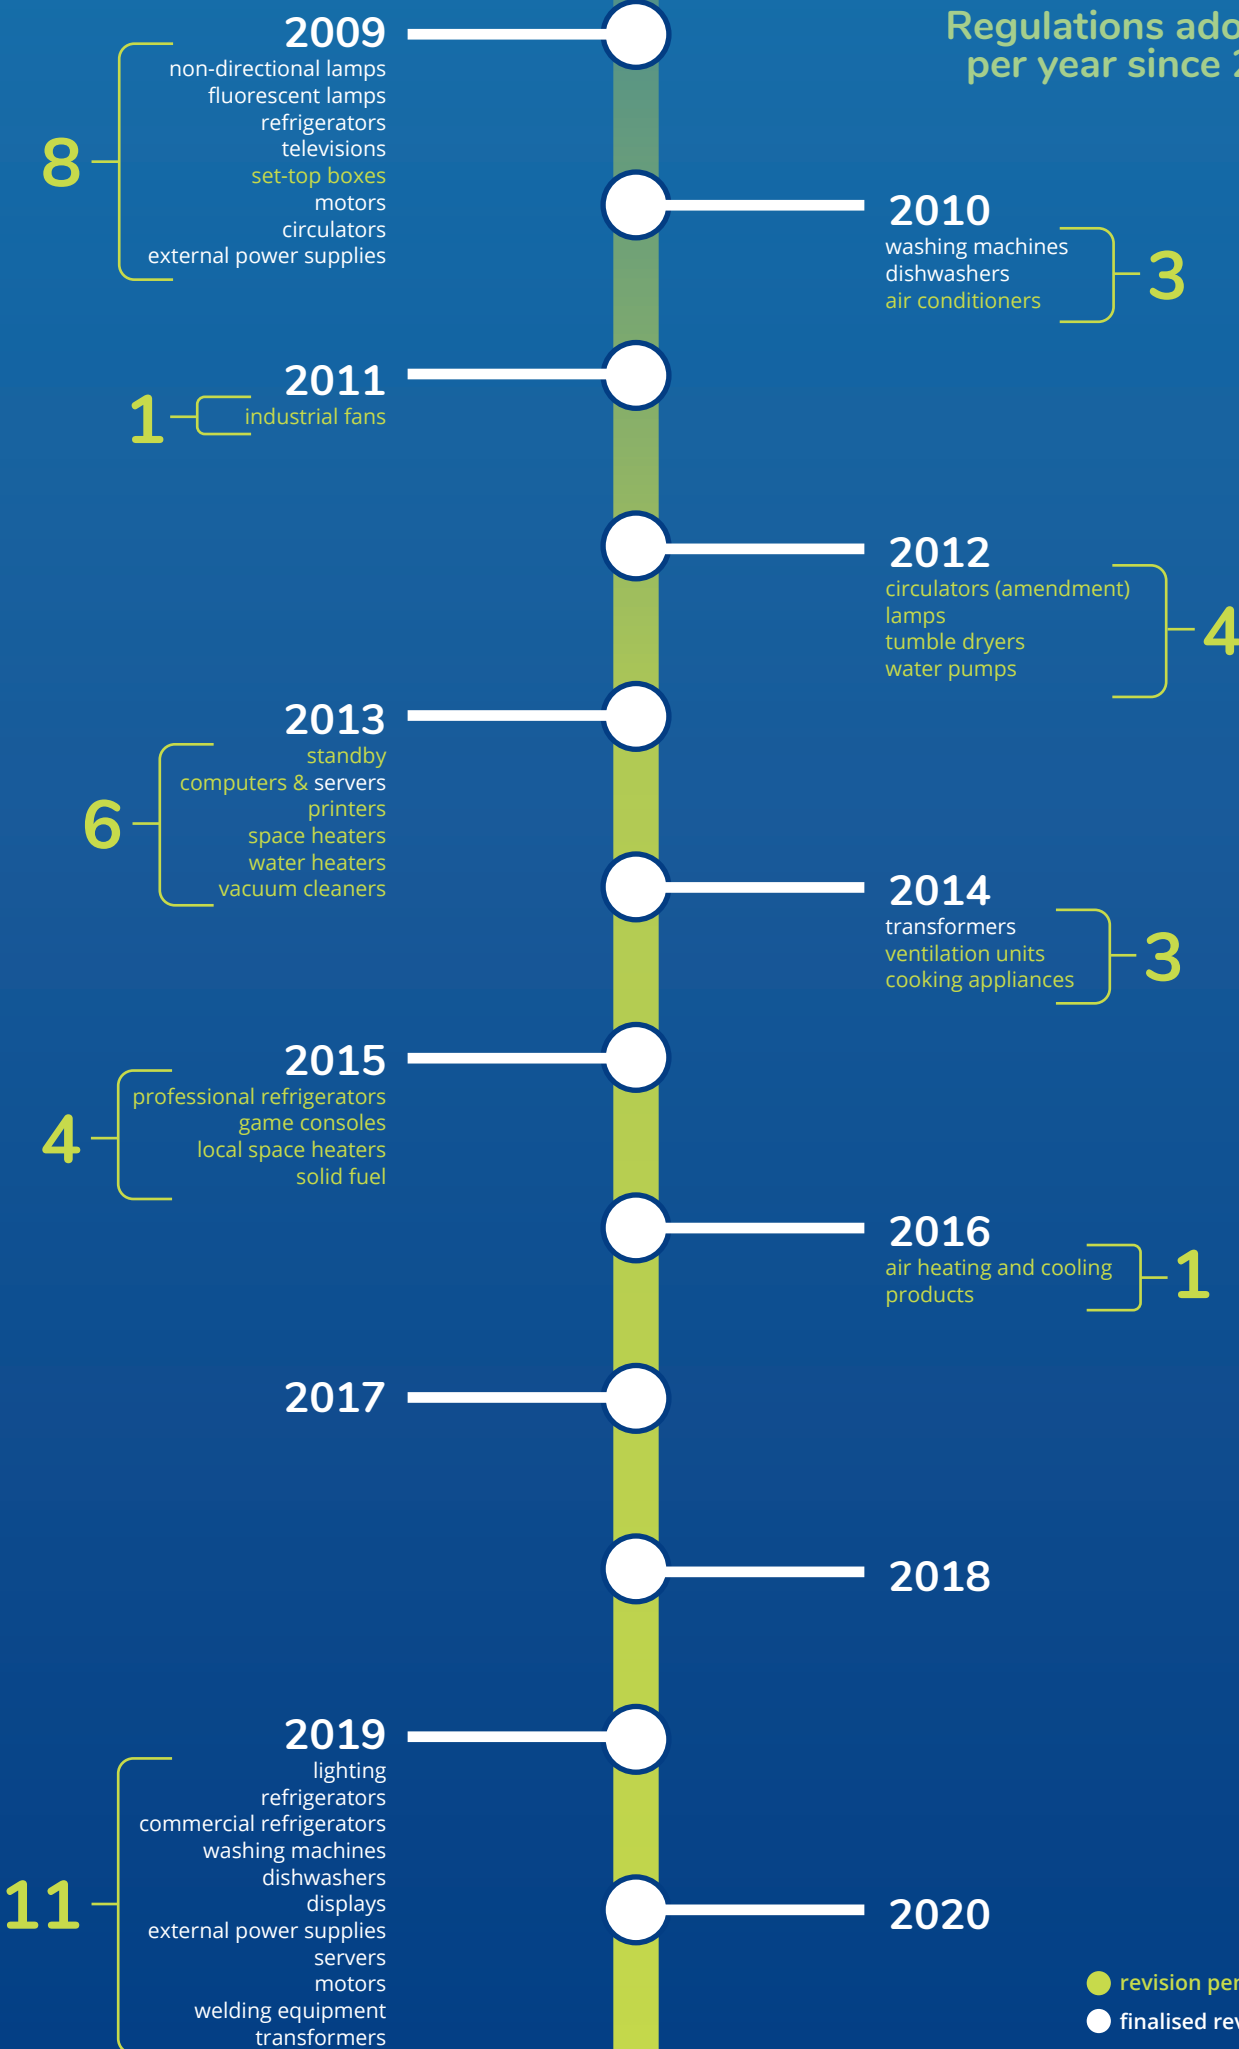 Regulations ado
per year since 2
2009
non-directional lamps
fluorescent lamps
refrigerators
televisions
set-top boxes
motors
circulators
external power supplies
8
2010
washing machines
dishwashers
air conditioners
3
2011
industrial fans
1
2012
circulators (amendment)
lamps
tumble dryers
water pumps
4
2013
standby
computers & servers
printers
space heaters
water heaters
vacuum cleaners
6
2014
transformers
ventilation units
cooking appliances
3
2015
professional refrigerators
game consoles
local space heaters
solid fuel
4
2016
air heating and cooling
products
1
2017
2018
2019
lighting
refrigerators
commercial refrigerators
washing machines
dishwashers
displays
external power supplies
servers
motors
welding equipment
transformers
11
2020
revision per
finalised rev